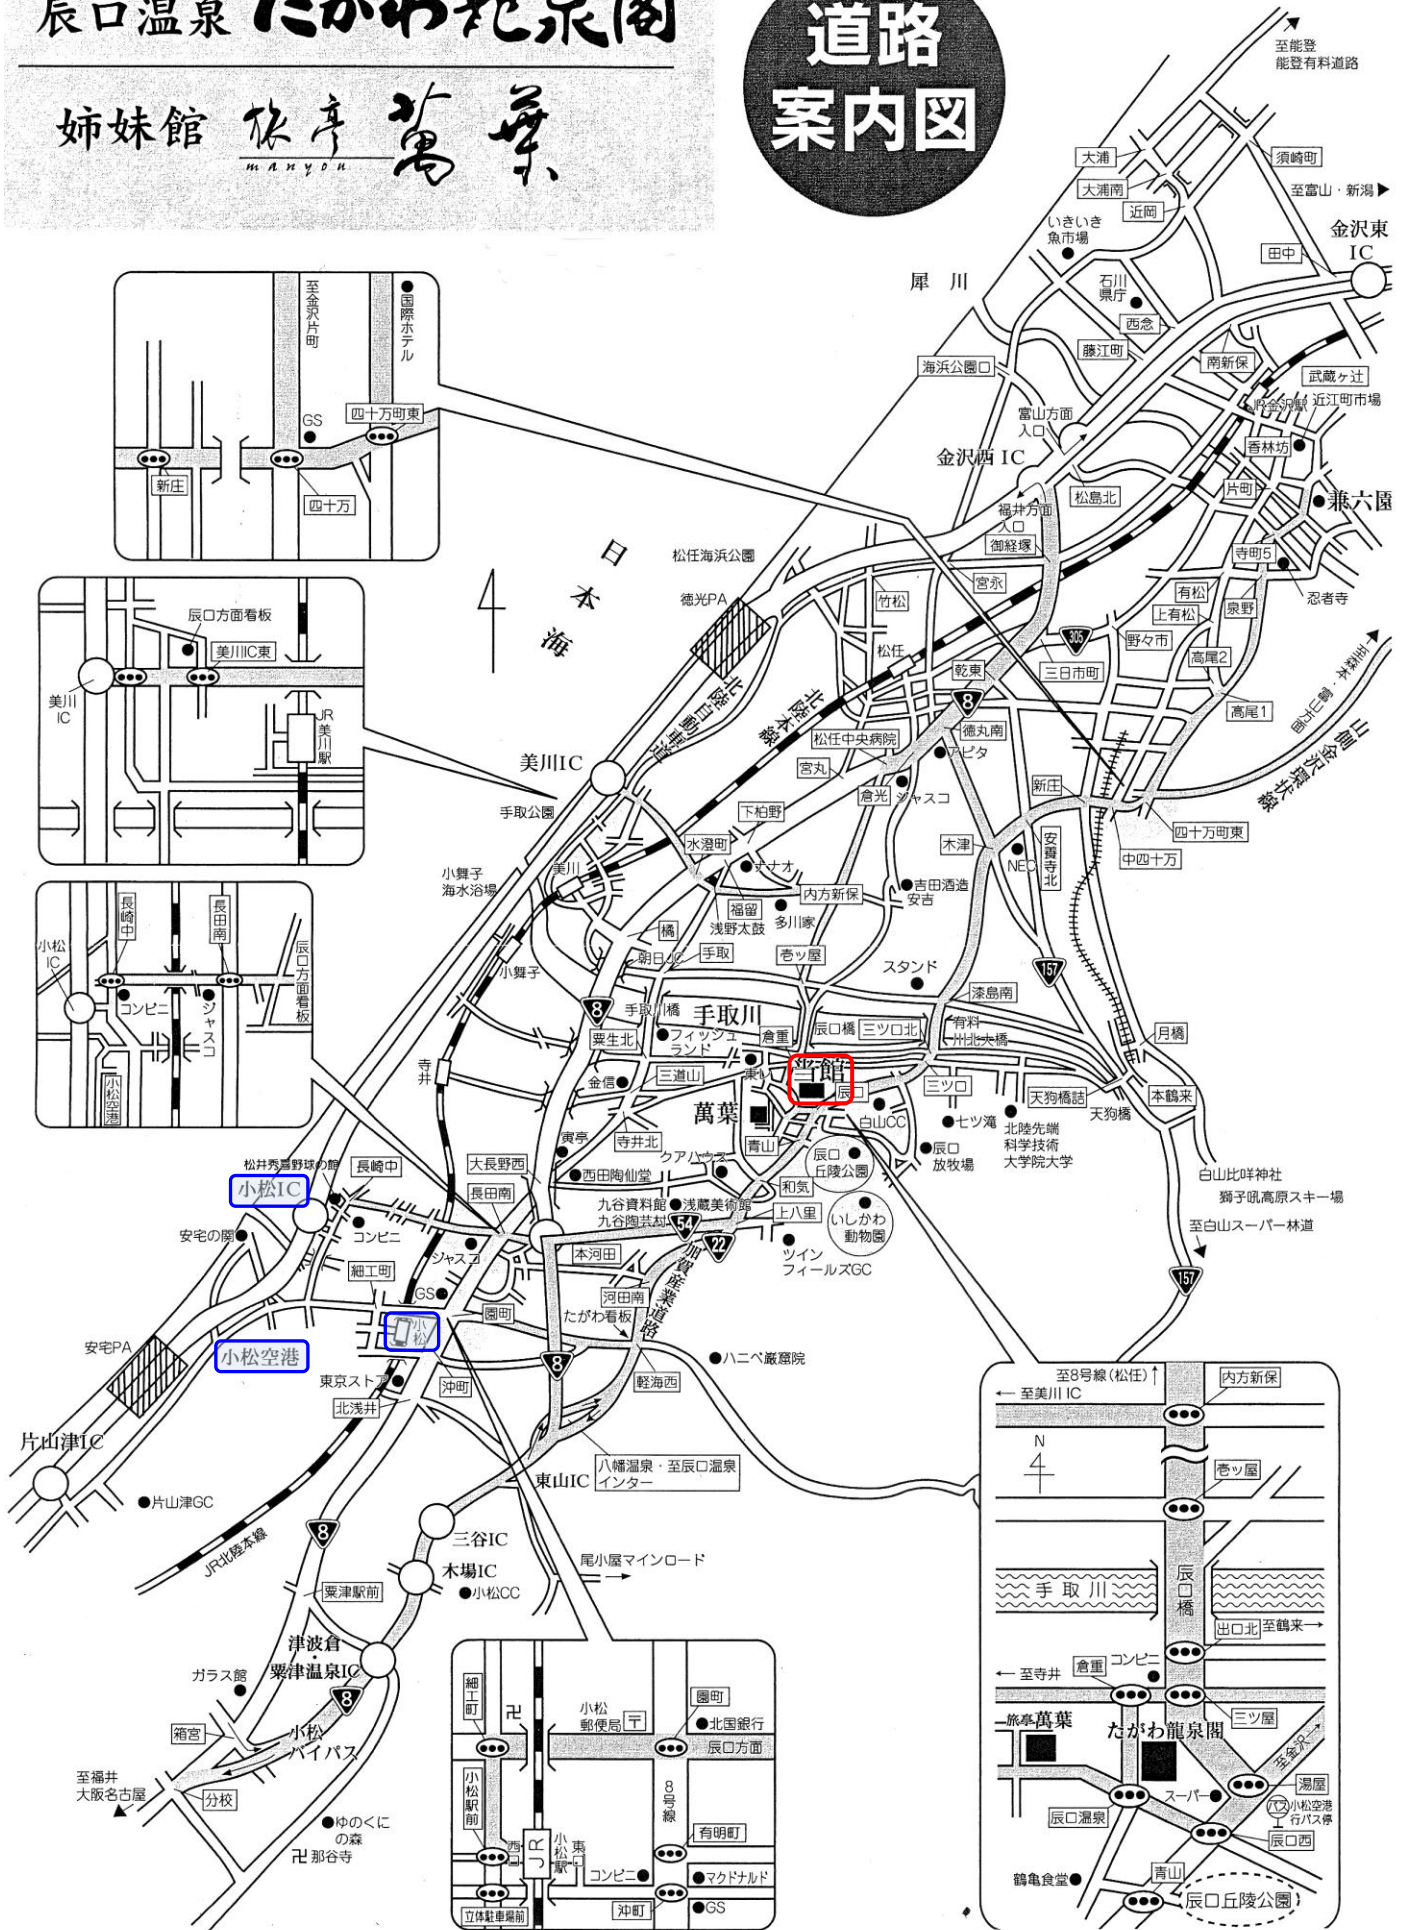 辰口温泉 たがわ龍泉閣
姉妹館 旅亭 萬葉
manyou
道路
案内図
至能登
能登有料道路
大浦
須崎町
大浦南
至富山・新潟▶
近岡
いきいき
魚市場
金沢東
IC
田中
犀川
石川
県庁
西念
藤江町
南新保
海浜公園口
武蔵ヶ辻
JR金沢駅
近江町市場
富山方面
入口
香林坊
金沢西IC
松島北
片町
兼六園
福井方面
入口
御経塚
寺町5
宮永
有松
忍者寺
竹松
上有松
泉野
305
野々市
松任海浜公園
徳光PA
日本海
松任
乾東
三日市町
高尾2
至森本・富山方面
山側金沢環状線
8
高尾1
北陸自動車道
北陸本線
松任中央病院
徳丸南
アピタ
宮丸
倉光
ジャスコ
新庄
美川IC
手取公園
下柏野
四十万町東
水澄町
木津
NEC
安養寺北
中四十万
小舞子
海水浴場
美川
ナナオ
吉田酒造
安吉
福留
内方新保
浅野太鼓
多川家
橘
小舞子
朝日JC
手取
壱ッ屋
スタンド
157
8
漆島南
手取川橋
手取川
辰口橋
三ツ口北
有料
川北大橋
月橋
粟生北
フィッシュ
ランド
倉重
東レ
当館
寺井
金信
三道山
辰口
三ツ口
天狗橋詰
天狗橋
本鶴来
萬葉
白山CC
七ツ滝
北陸先端
科学技術
大学院大学
寅亭
寺井北
青山
辰口
丘陵公園
辰口
放牧場
松井秀喜野球の館
長崎中
大長野西
西田陶仙堂
クアハウス
白山比咩神社
小松IC
長田南
和気
獅子吼高原スキー場
九谷資料館
浅蔵美術館
九谷陶芸村
上八里
いしかわ
動物園
至白山スーパー林道
安宅の関
コンビニ
54
22
ジャスコ
本河田
ツイン
フィールズGC
157
細工町
GS
加賀産業道路
河田南
園町
たがわ看板
小松
安宅PA
小松空港
8
ハニベ巌窟院
東京ストア
沖町
軽海西
北浅井
片山津IC
東山IC
八幡温泉・至辰口温泉
インター
片山津GC
8
三谷IC
JR北陸本線
木場IC
尾小屋マインロード
小松CC
粟津駅前
津波倉
・
粟津温泉IC
ガラス館
8
箱宮
小松
バイパス
至福井
大阪名古屋
分校
ゆのくに
の森
卍那谷寺
至金沢片町
国際ホテル
GS
四十万町東
新庄
四十万
辰口方面看板
美川IC東
美川
IC
JR美川駅
長崎中
長田南
小松
IC
辰口方面看板
コンビニ
ジャスコ
小松空港
細工町
卍
小松
郵便局〒
園町
北国銀行
辰口方面
小松駅前
8号線
有明町
西口
JR
小松駅
東口
コンビニ
マクドナルド
立体駐車場前
沖町
GS
至8号線(松任)↑
内方新保
← 至美川IC
N
壱ッ屋
手取川
辰口橋
出口北
至鶴来→
← 至寺井
倉重
コンビニ
三ツ屋
旅亭萬葉
たがわ龍泉閣
至金沢
スーパー
湯屋
バス
小松空港
行バス停
辰口温泉
辰口西
鶴亀食堂
青山
辰口丘陵公園